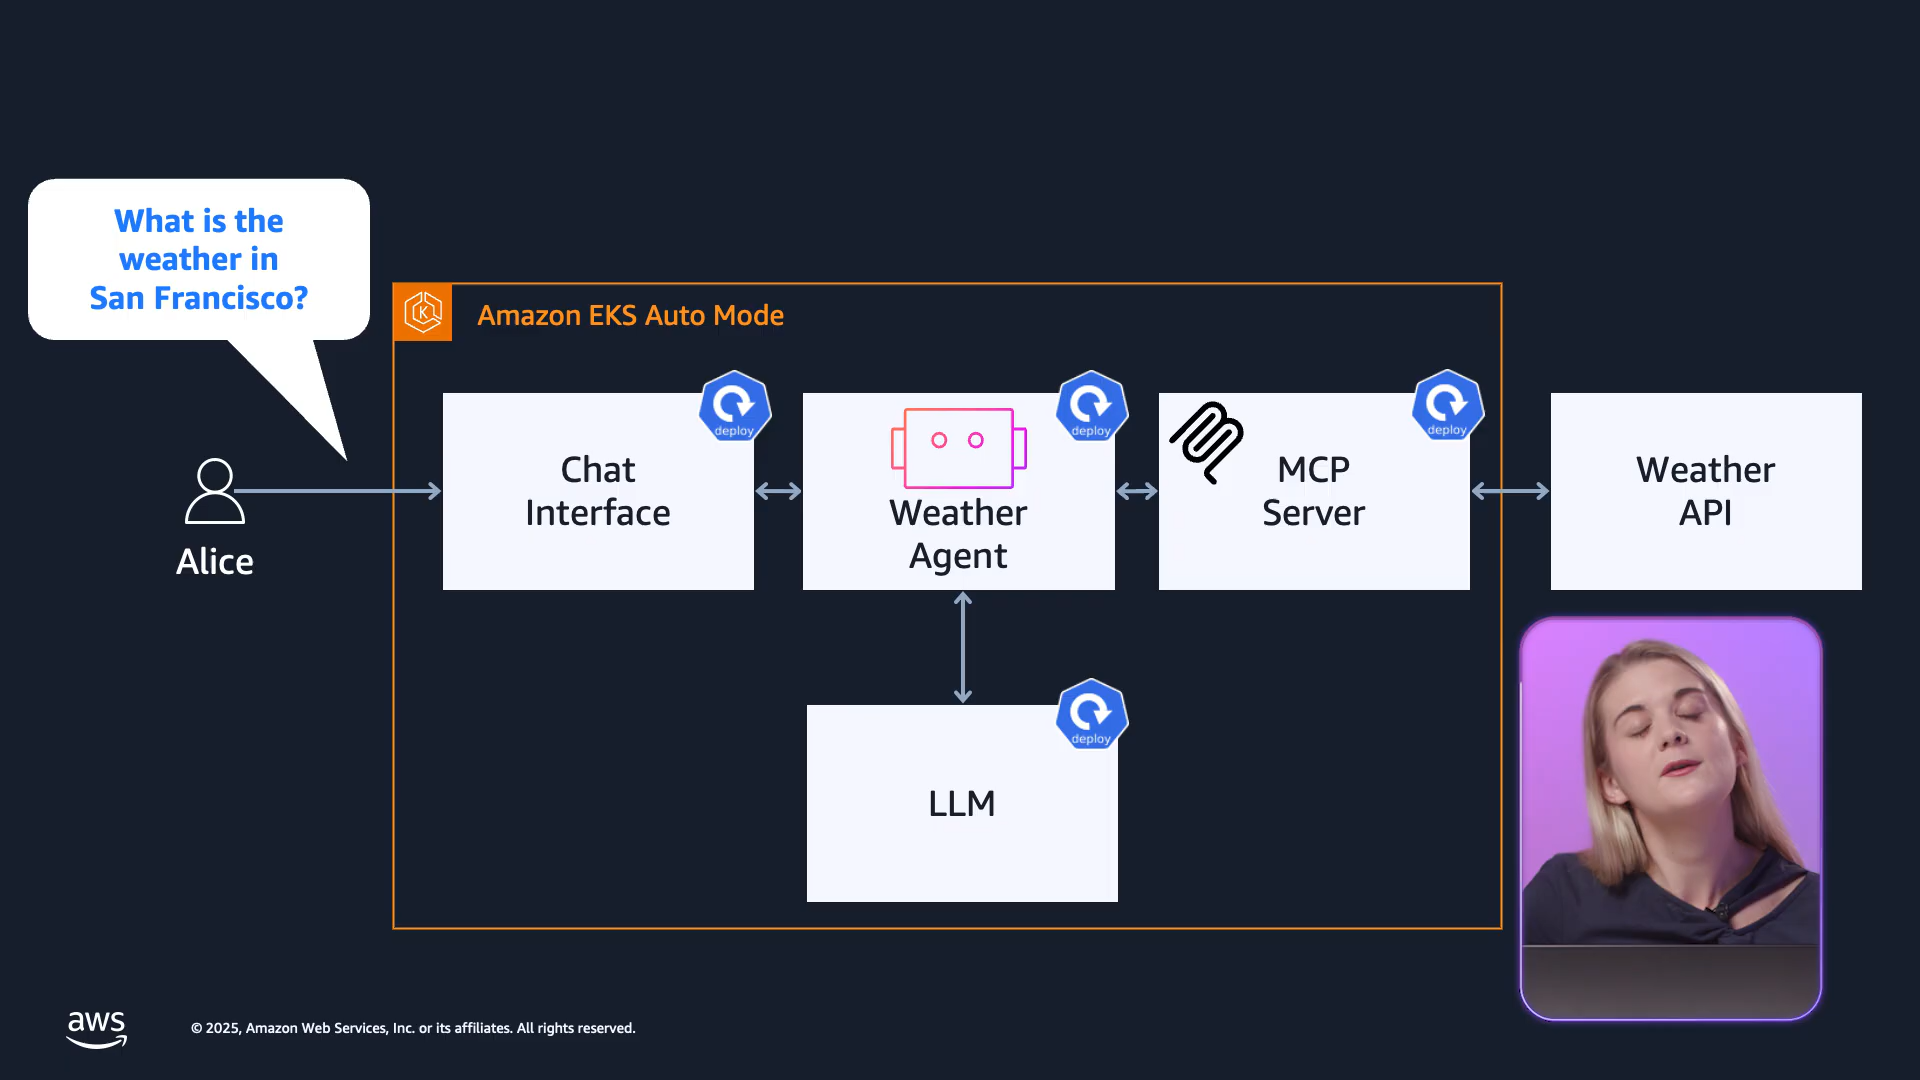 What is the
weather in
San Francisco?
Amazon EKS Auto Mode
deploy
deploy
deploy
Chat
Interface
Weather
Agent
MCP
Server
Weather
API
Alice
deploy
LLM
aws
© 2025, Amazon Web Services, Inc. or its affiliates. All rights reserved.